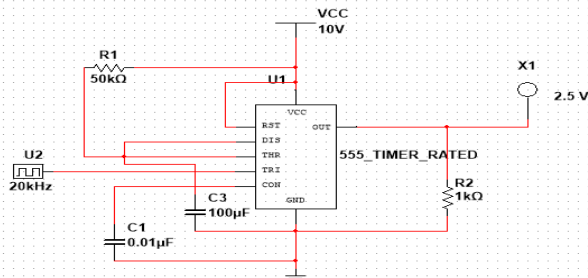 VCC
10V
R1
50kΩ
U1
X1
2.5 V
VCC
RST
OUT
DIS
THR
555_TIMER_RATED
U2
TRI
20kHz
CON
R2
1kΩ
C3
100µF
GND
C1
0.01µF